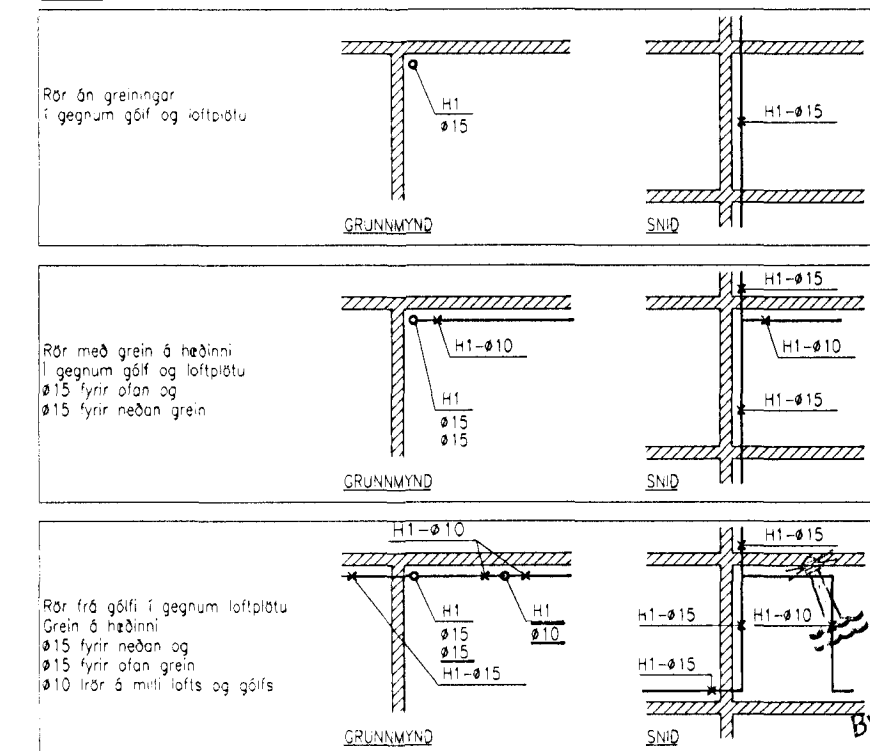 Rör án greiningar
í gegnum gólf og loftplötu
H1
ø15
GRUNNMYND
H1-ø15
SNIÐ
Rör með grein á hæðinni
í gegnum gólf og loftplötu
ø15 fyrir ofan og
ø15 fyrir neðan grein
H1-ø10
H1
ø15
ø15
GRUNNMYND
H1-ø15
H1-ø10
H1-ø15
SNIÐ
Rör frá gólfi í gegnum loftplötu
Grein á hæðinni
ø15 fyrir neðan og
ø15 fyrir ofan grein
ø10 rör á milli lofts og gólfs
H1-ø10
H1
ø15
ø15
H1
ø10
H1-ø15
GRUNNMYND
H1-ø15
H1-ø15
H1-ø10
H1-ø15
SNIÐ